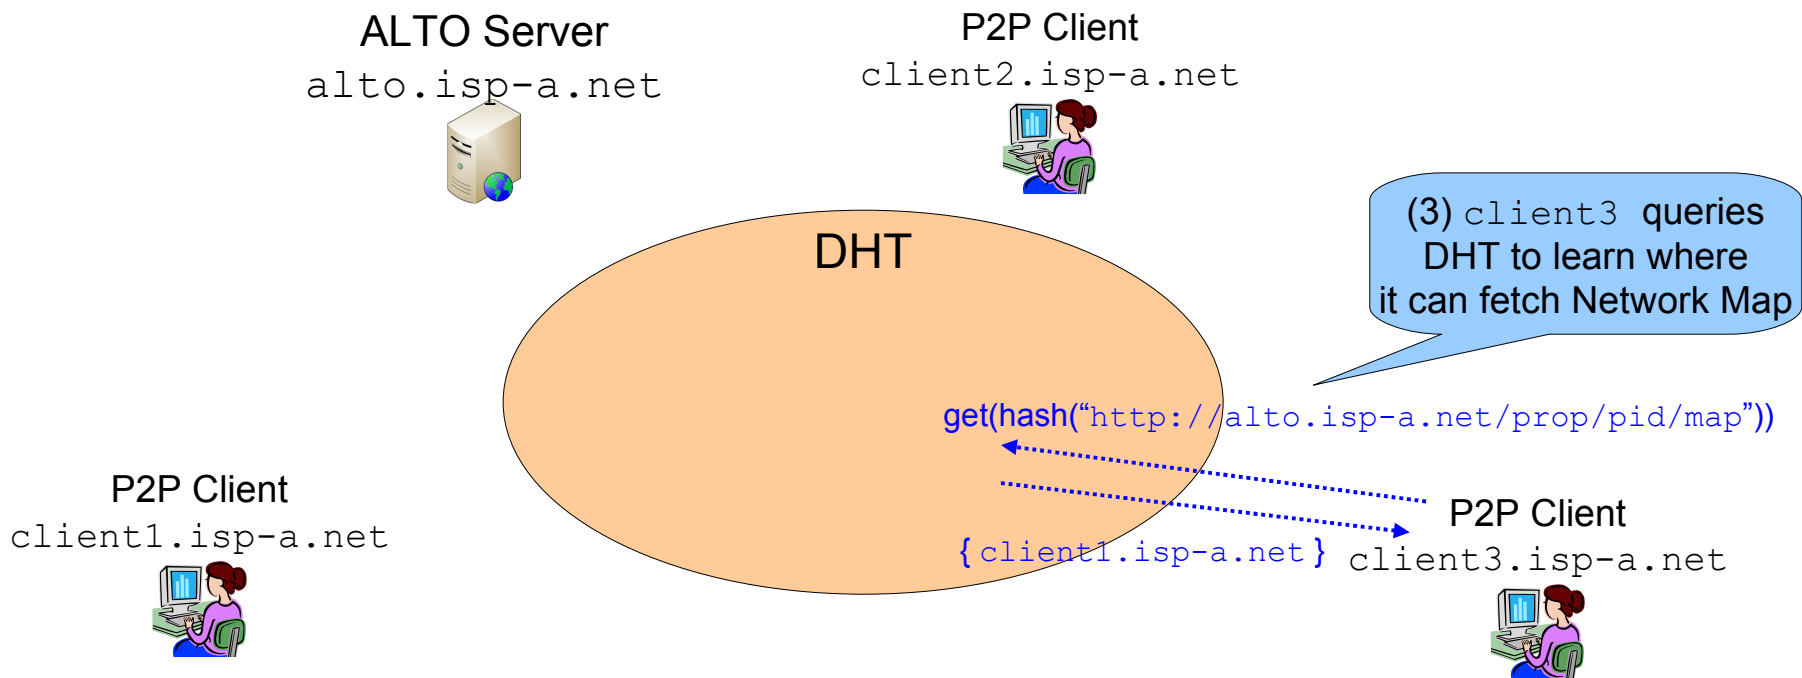 ALTO Server
alto.isp-a.net
P2P Client
client2.isp-a.net
(3) client3 queries
DHT to learn where
it can fetch Network Map
DHT
get(hash(“http://alto.isp-a.net/prop/pid/map”))
P2P Client
client1.isp-a.net
{ client1.isp-a.net }
P2P Client
client3.isp-a.net